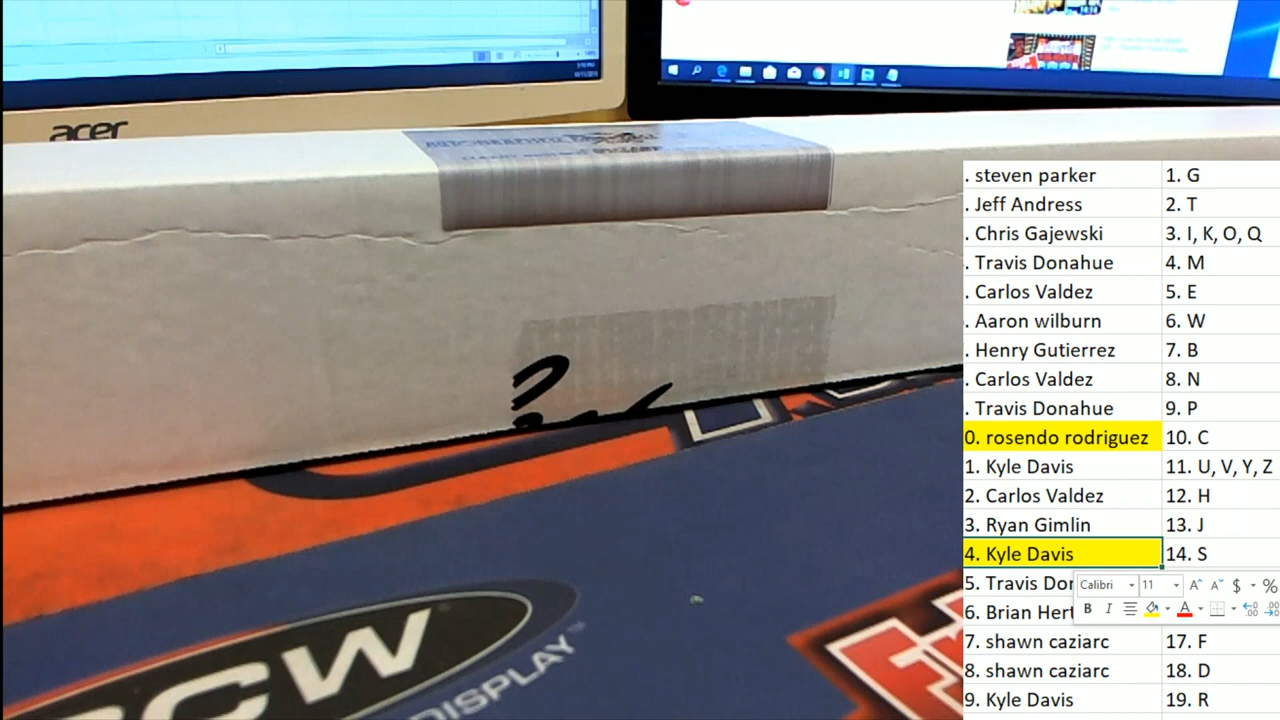 acer
. steven parker 1. G
. Jeff Andress 2. T
. Chris Gajewski 3. I, K, O, Q
. Travis Donahue 4. M
. Carlos Valdez 5. E
. Aaron wilburn 6. W
. Henry Gutierrez 7. B
. Carlos Valdez 8. N
. Travis Donahue 9. P
0. rosendo rodriguez 10. C
1. Kyle Davis 11. U, V, Y, Z
2. Carlos Valdez 12. H
3. Ryan Gimlin 13. J
4. Kyle Davis 14. S
5. Travis Dor
Calibri 11 A A $ %
6. Brian Hert
B I A
7. shawn caziarc 17. F
8. shawn caziarc 18. D
9. Kyle Davis 19. R
CW
DISPLAY™